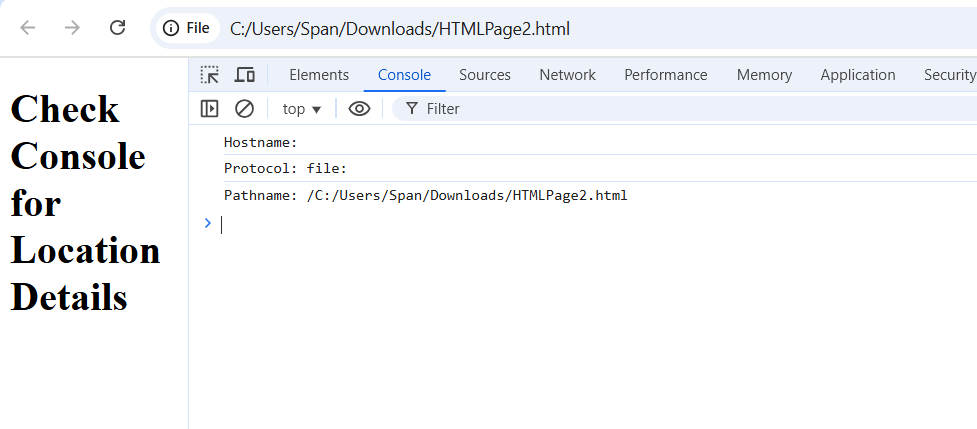 File C:/Users/Span/Downloads/HTMLPage2.html
Elements Console Sources Network Performance Memory Application Security
top Filter
Check
Console
for
Location
Details
Hostname:
Protocol: file:
Pathname: /C:/Users/Span/Downloads/HTMLPage2.html